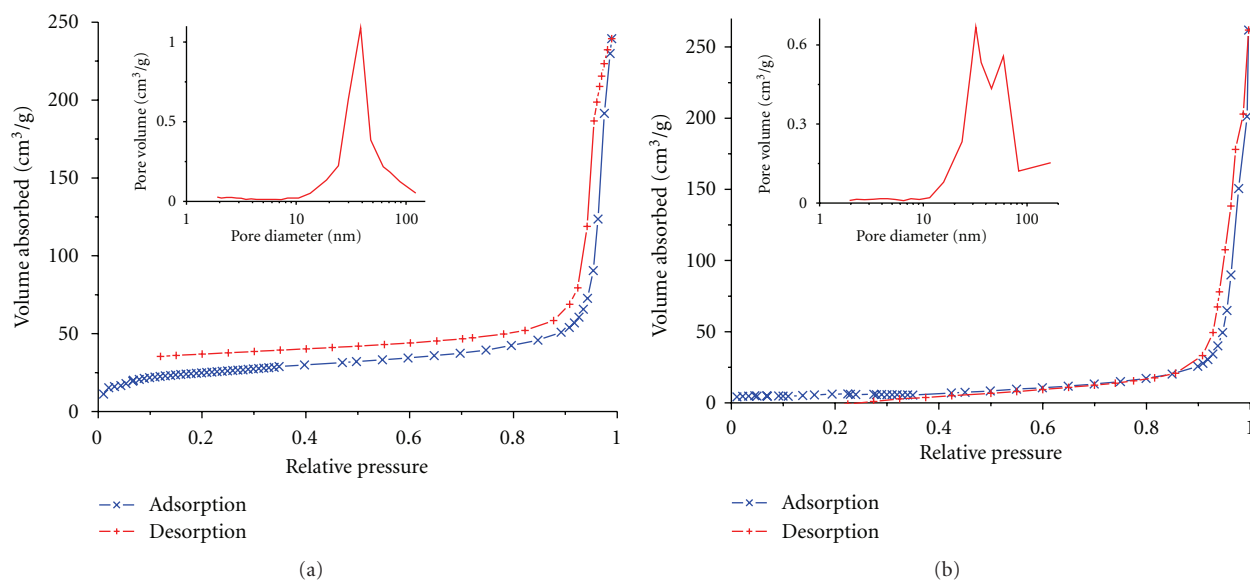 250
200
150
100
50
0
Volume absorbed (cm³/g)
0
0.2
0.4
0.6
0.8
1
Relative pressure
1
0.5
0
Pore volume (cm³/g)
1
10
100
Pore diameter (nm)
Adsorption
Desorption
(a)
250
200
150
100
50
0
Volume absorbed (cm³/g)
0
0.2
0.4
0.6
0.8
1
Relative pressure
0.6
0.3
0
Pore volume (cm³/g)
1
10
100
Pore diameter (nm)
Adsorption
Desorption
(b)